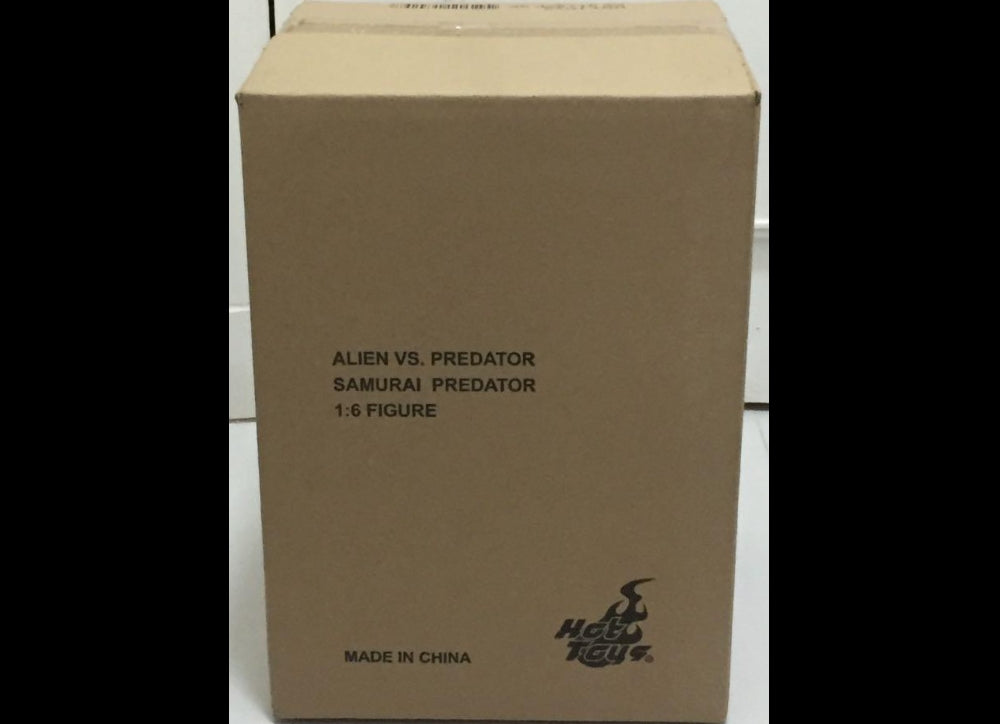 ALIEN VS. PREDATOR
SAMURAI PREDATOR
1:6 FIGURE
Hot
Toys.
MADE IN CHINA